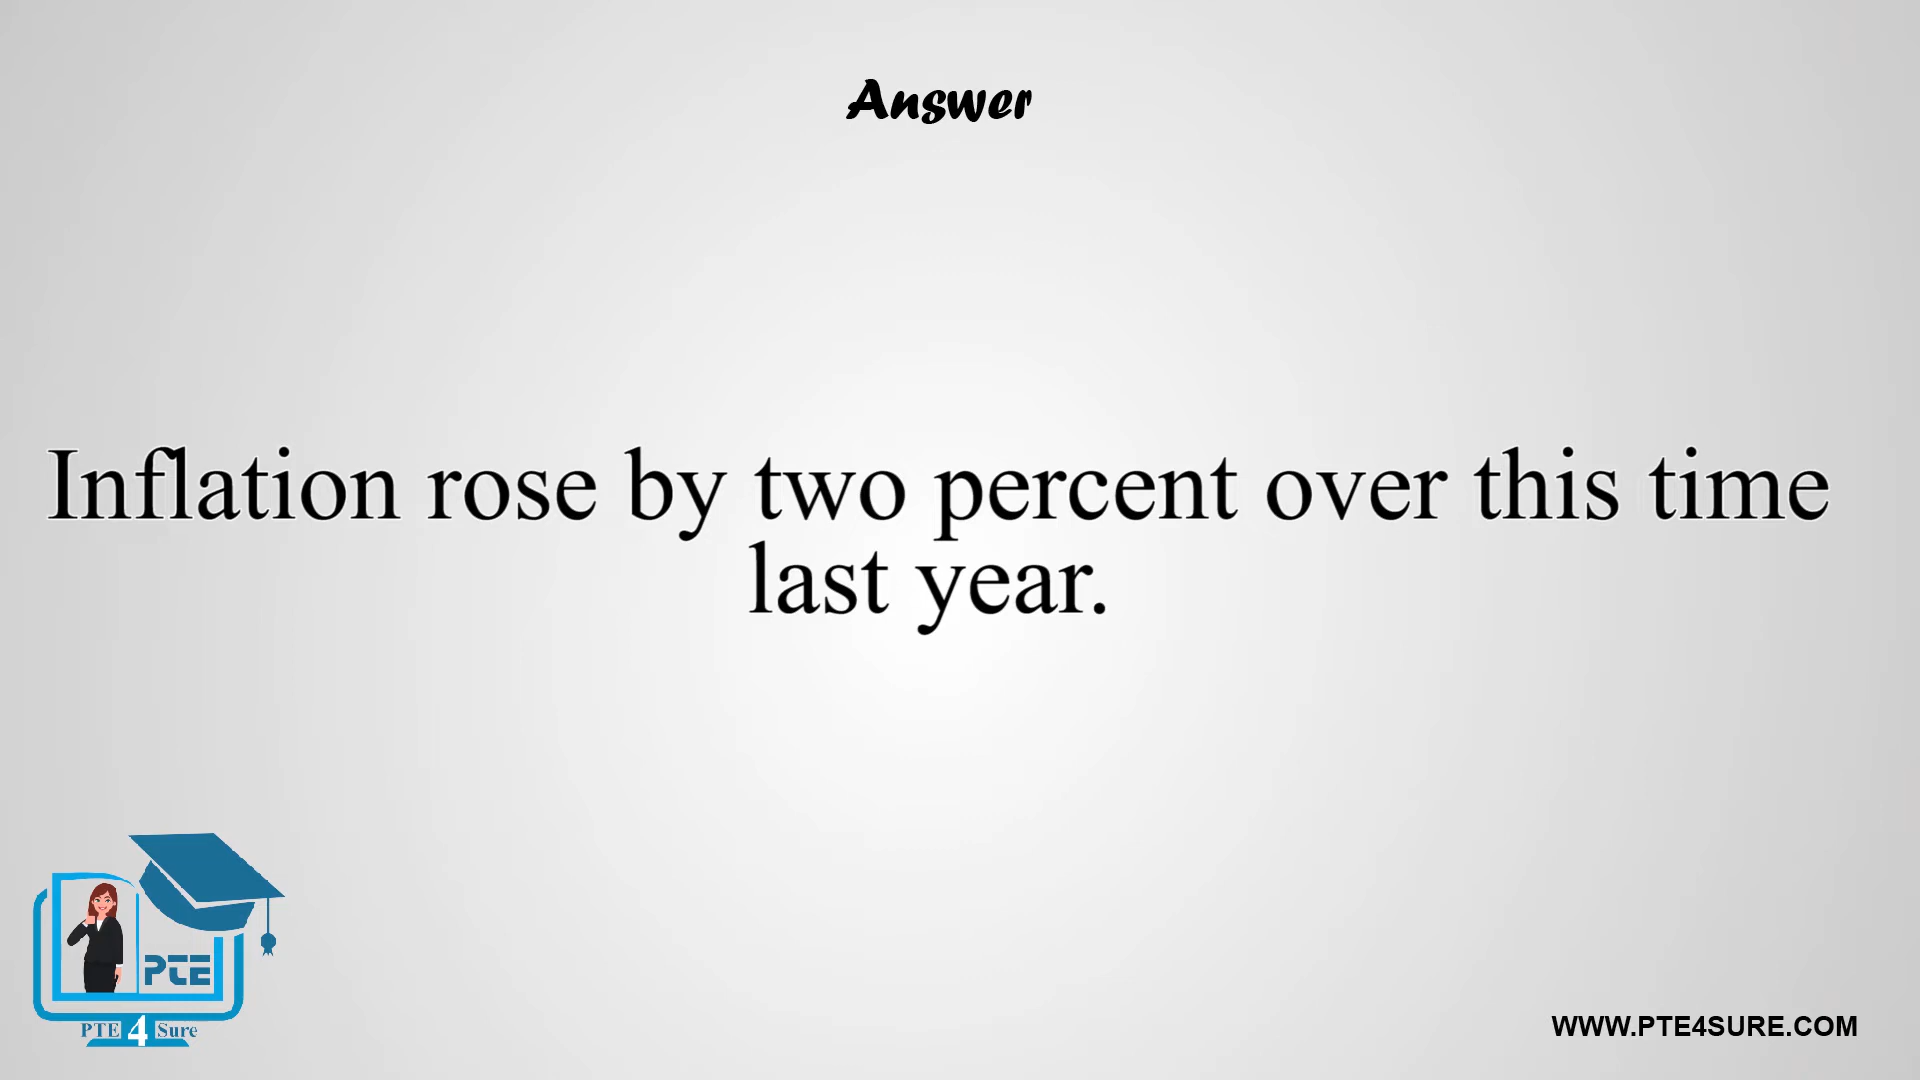 Answer
Inflation rose by two percent over this time
last year.
PTE
PTE 4 Sure
WWW.PTE4SURE.COM